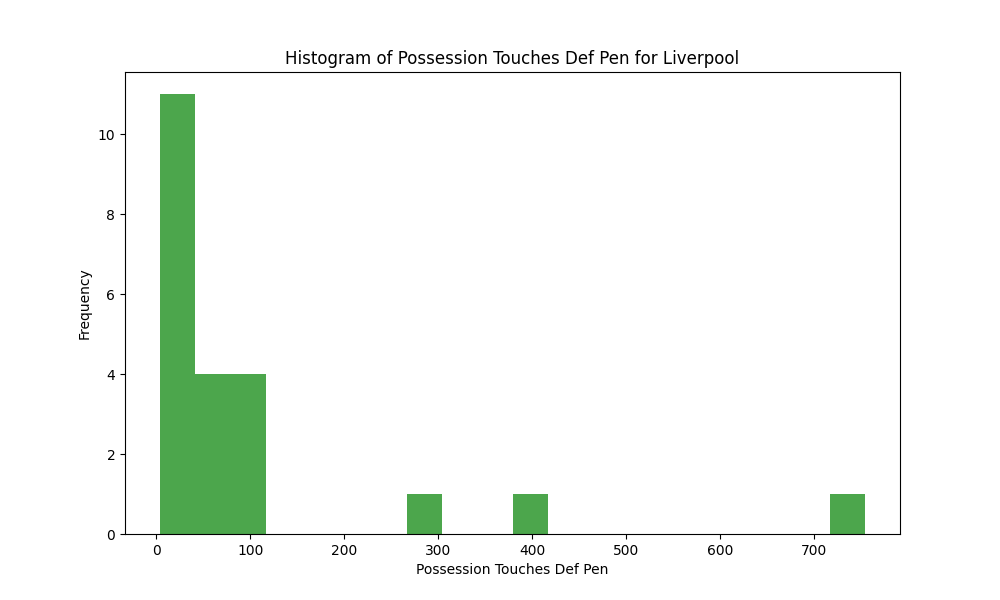 Histogram of Possession Touches Def Pen for Liverpool
10
8
6
4
2
0
Frequency
0 100 200 300 400 500 600 700
Possession Touches Def Pen